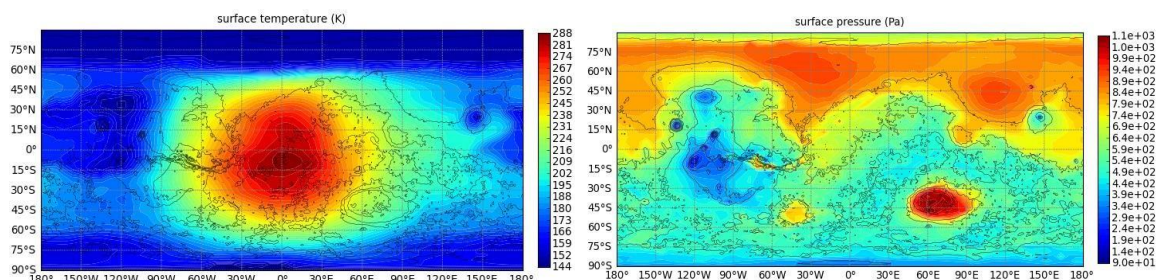 surface temperature (K)
75°N
60°N
45°N
30°N
15°N
0°
15°S
30°S
45°S
60°S
75°S
90°S
180° 150°W 120°W 90°W 60°W 30°W 0° 30°E 60°E 90°E 120°E 150°E 180°
288
281
274
267
260
252
245
238
231
224
216
209
202
195
188
180
173
166
159
152
144
surface pressure (Pa)
75°N
60°N
45°N
30°N
15°N
0°
15°S
30°S
45°S
60°S
75°S
90°S
180° 150°W 120°W 90°W 60°W 30°W 0° 30°E 60°E 90°E 120°E 150°E 180°
1.1e+03
1.0e+03
9.9e+02
9.4e+02
8.9e+02
8.4e+02
7.9e+02
7.4e+02
6.9e+02
6.4e+02
5.9e+02
5.4e+02
4.9e+02
4.4e+02
3.9e+02
3.4e+02
2.9e+02
2.4e+02
1.9e+02
1.4e+02
9.0e+01